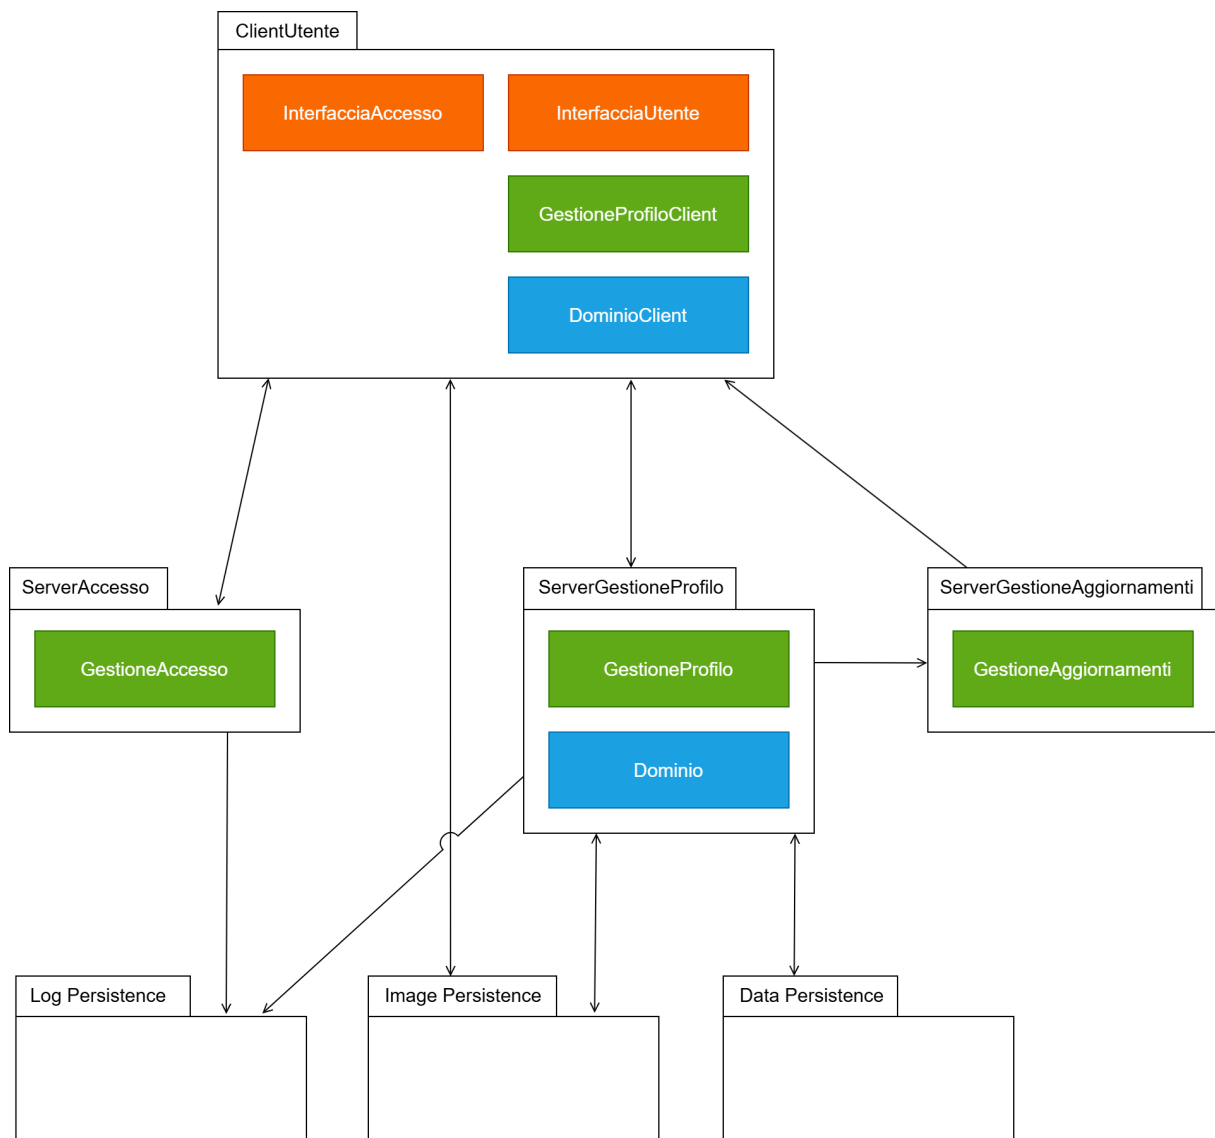 ClientUtente
InterfacciaAccesso
InterfacciaUtente
GestioneProfiloClient
DominioClient
ServerAccesso
GestioneAccesso
ServerGestioneProfilo
GestioneProfilo
Dominio
ServerGestioneAggiornamenti
GestioneAggiornamenti
Log Persistence
Image Persistence
Data Persistence